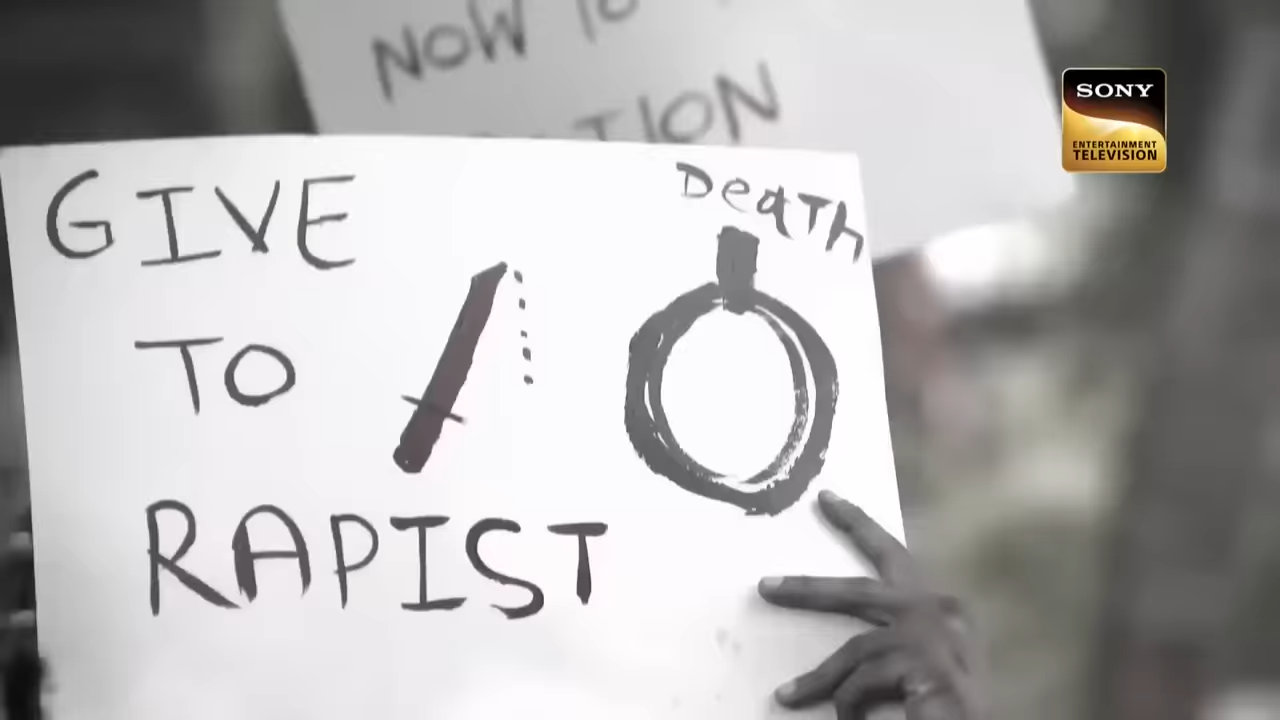 NOW TO
TION
SONY
ENTERTAINMENT
TELEVISION
GIVE
DeaTh
TO
RAPIST